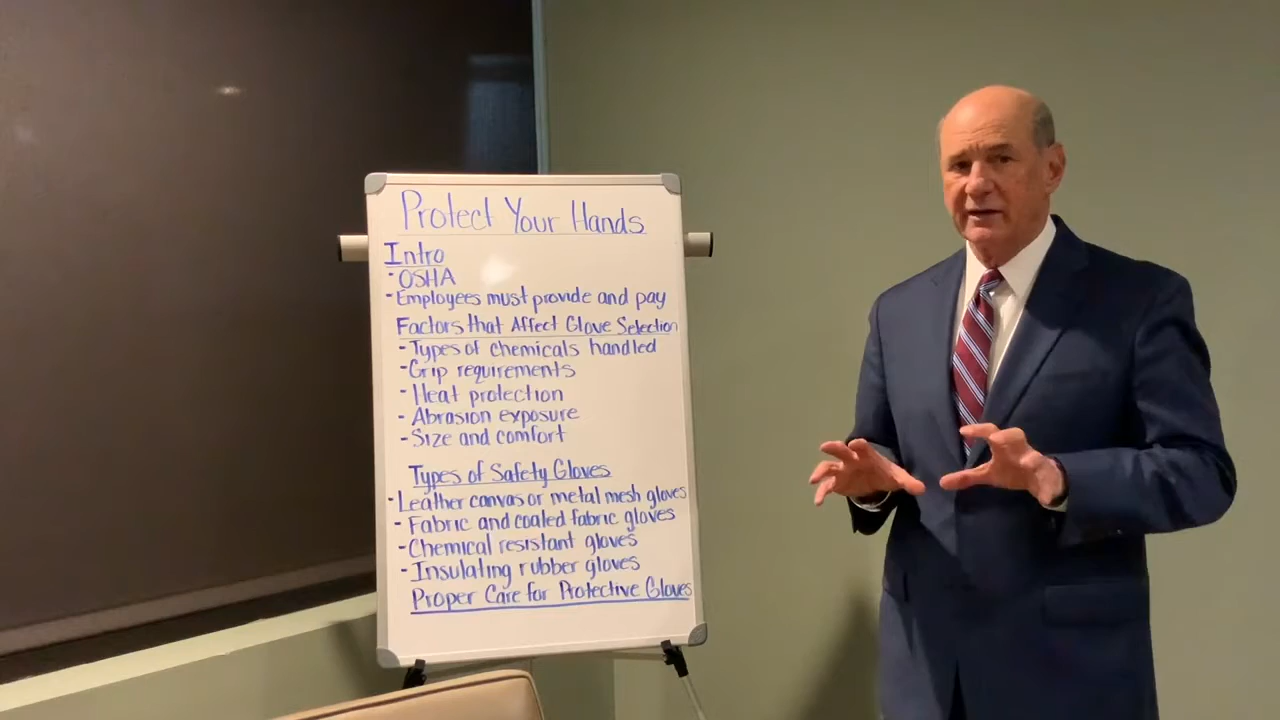 Protect Your Hands
Intro
- OSHA
- Employees must provide and pay
Factors that Affect Glove Selection
- Types of chemicals handled
- Grip requirements
- Heat protection
- Abrasion exposure
- Size and comfort
Types of Safety Gloves
- Leather canvas or metal mesh gloves
- Fabric and coated fabric gloves
- Chemical resistant gloves
- Insulating rubber gloves
Proper Care for Protective Gloves